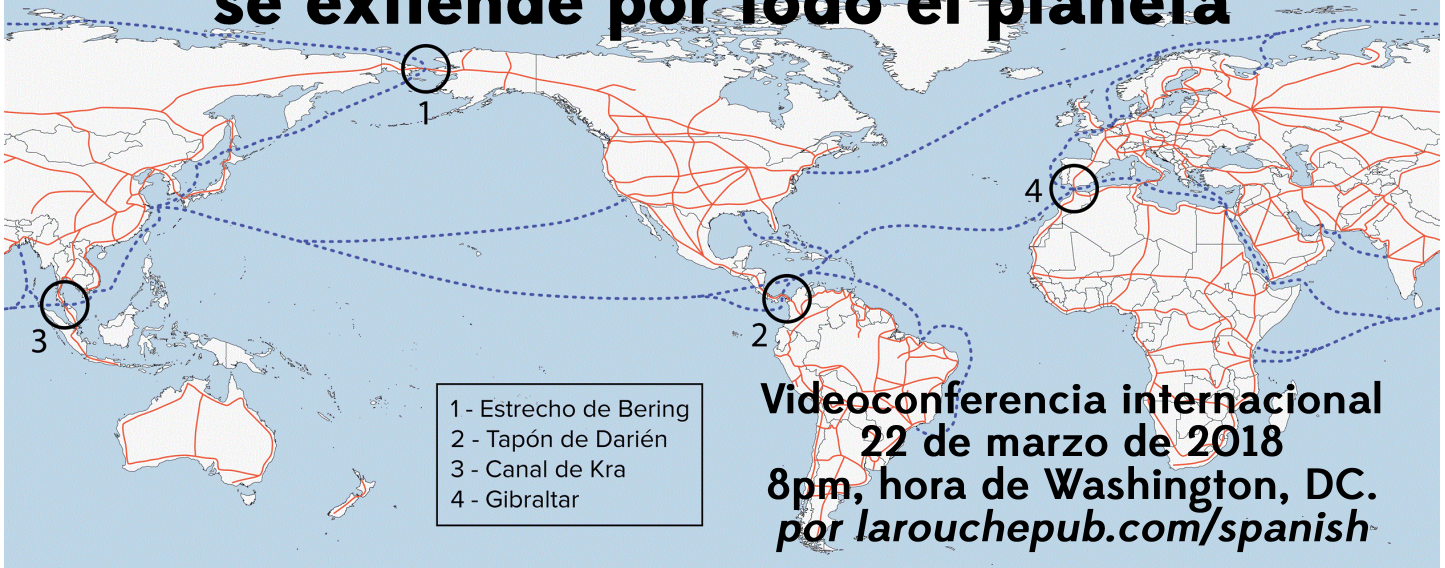 se extiende por todo el planeta
1
4
2
3
1 - Estrecho de Bering
2 - Tapón de Darién
3 - Canal de Kra
4 - Gibraltar
Videoconferencia internacional
22 de marzo de 2018
8pm, hora de Washington, DC.
por larouchepub.com/spanish